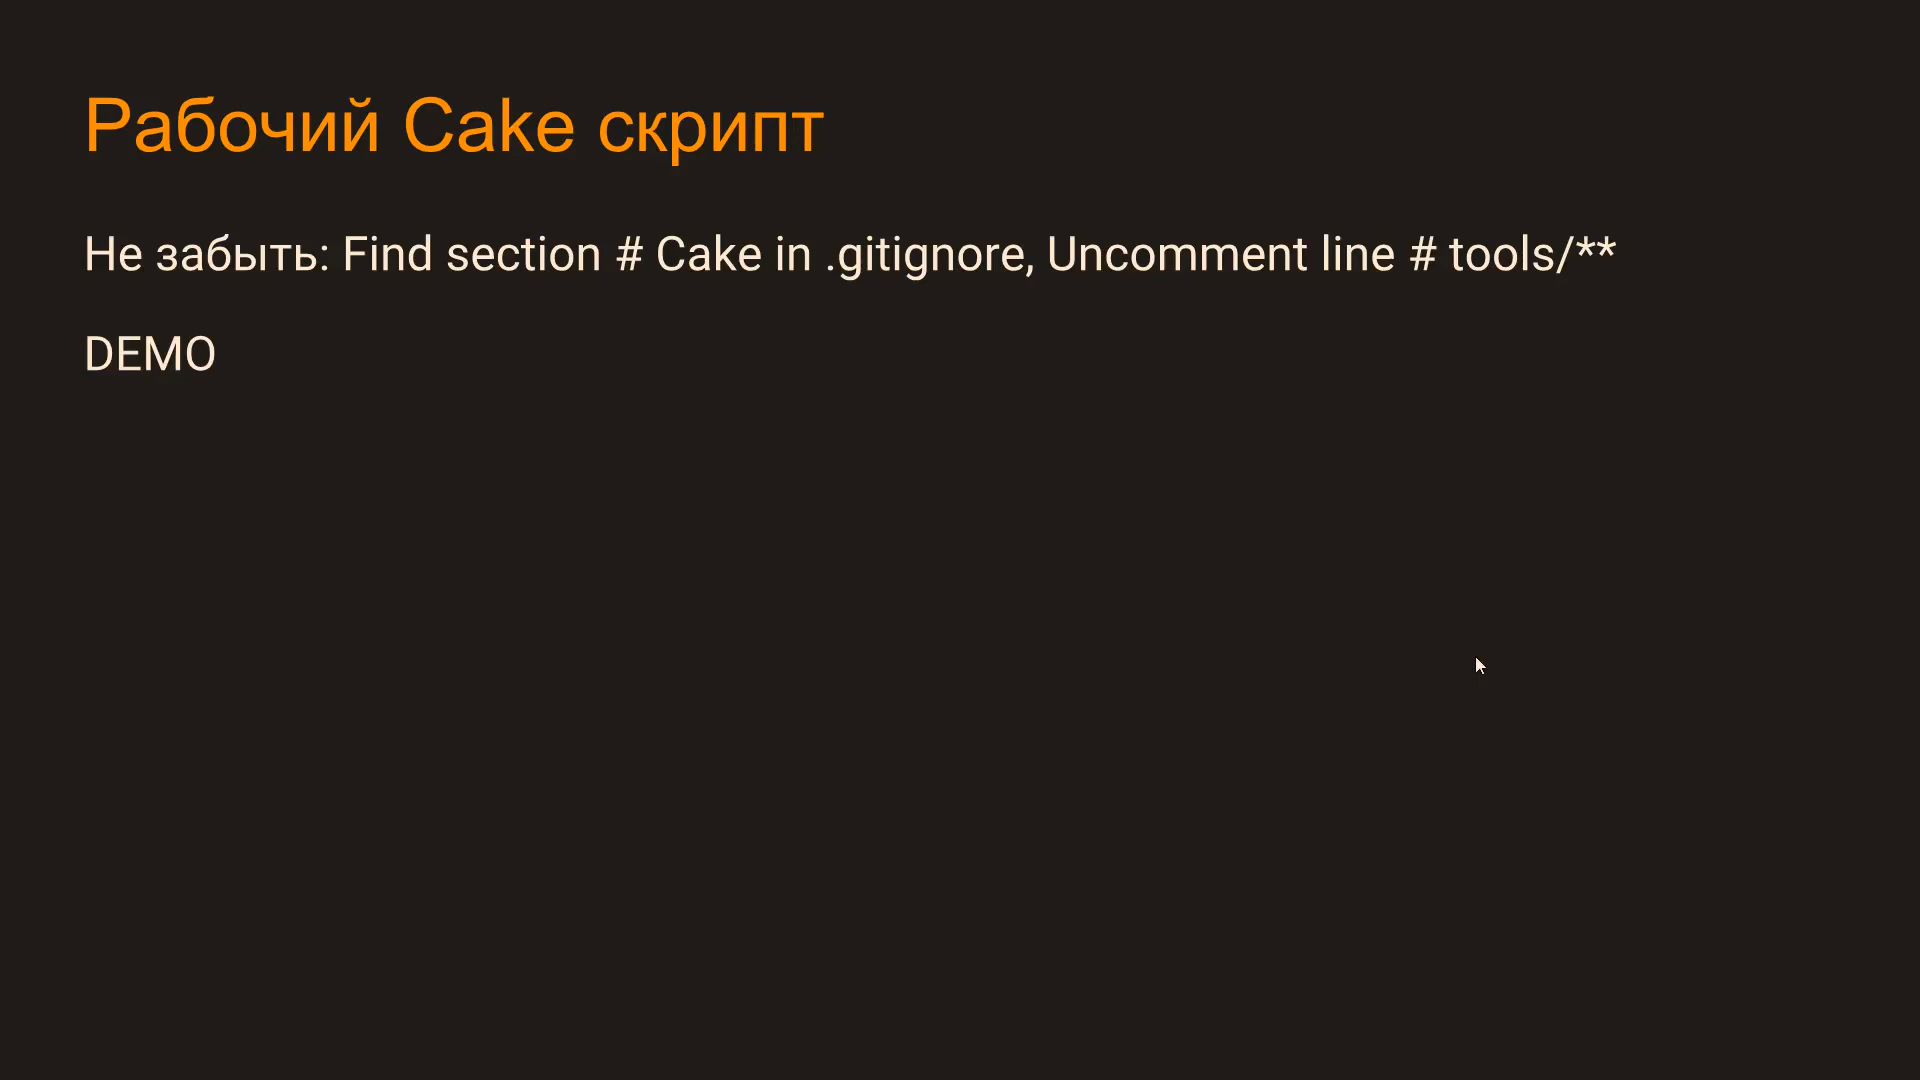 Рабочий Cake скрипт
Не забыть: Find section # Cake in .gitignore, Uncomment line # tools/**
DEMO